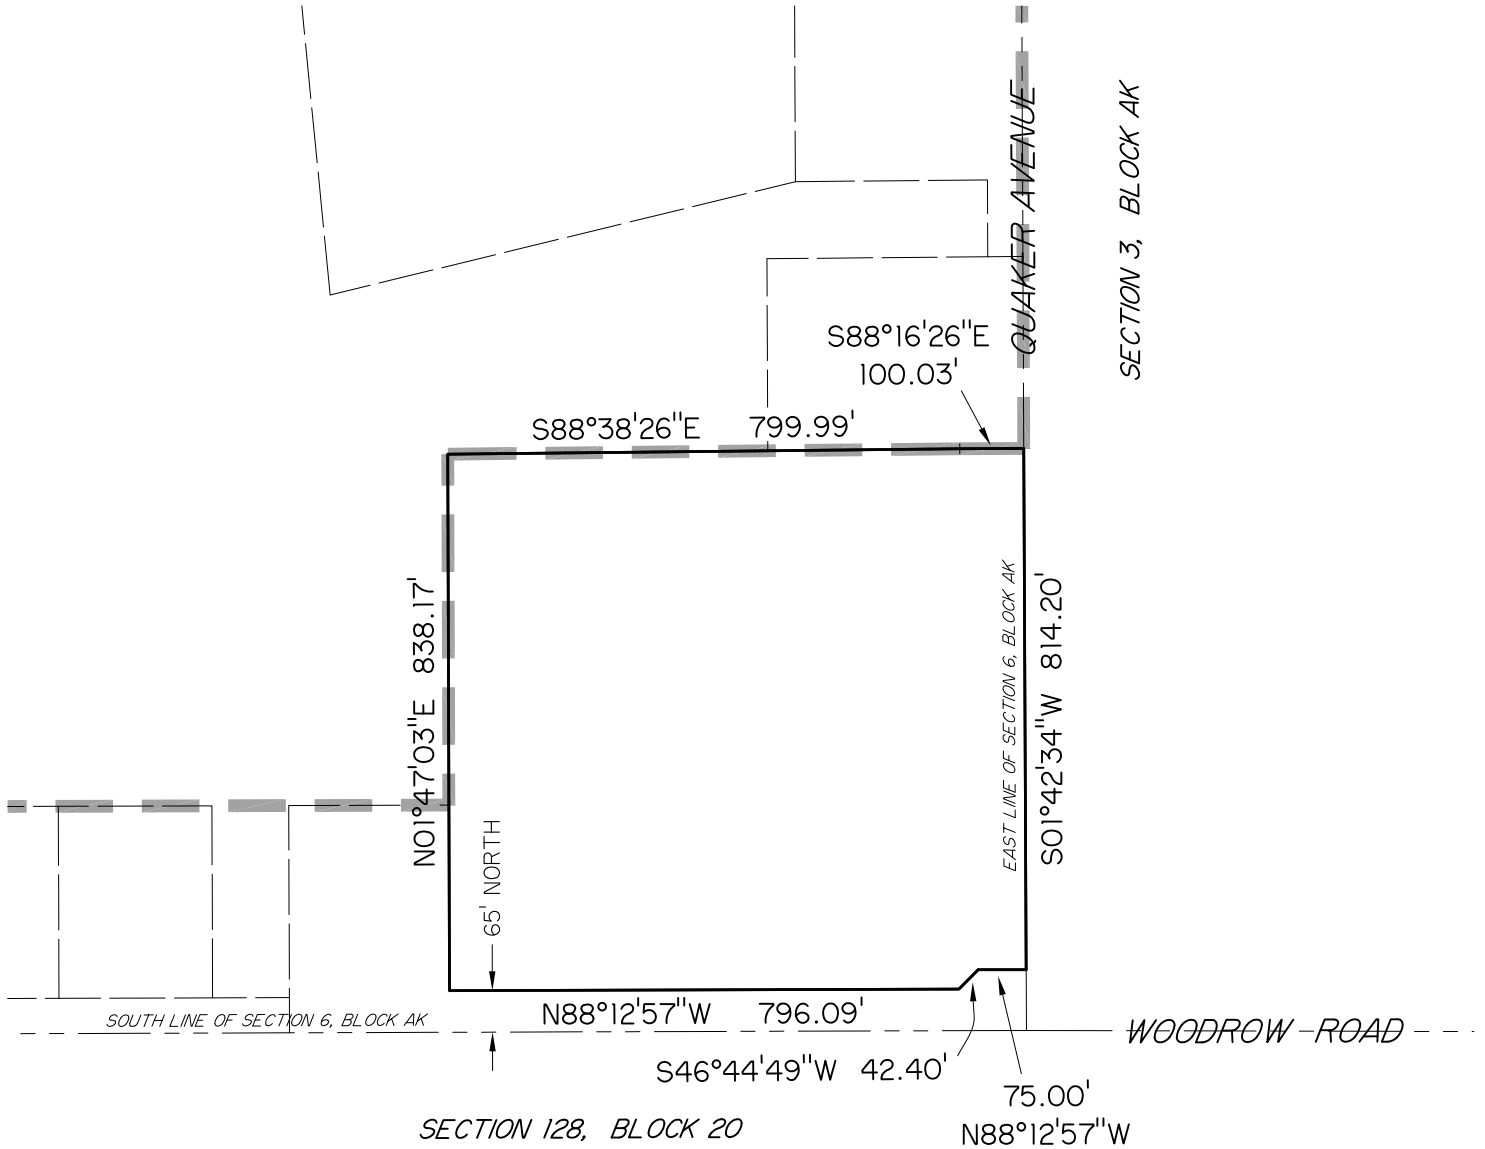 QUAKER AVENUE
SECTION 3, BLOCK AK
S88°16'26"E
100.03'
S88°38'26"E 799.99'
N01°47'03"E 838.17'
EAST LINE OF SECTION 6, BLOCK AK
S01°42'34"W 814.20'
65' NORTH
SOUTH LINE OF SECTION 6, BLOCK AK
N88°12'57"W 796.09'
WOODROW ROAD
S46°44'49"W 42.40'
75.00'
N88°12'57"W
SECTION 128, BLOCK 20